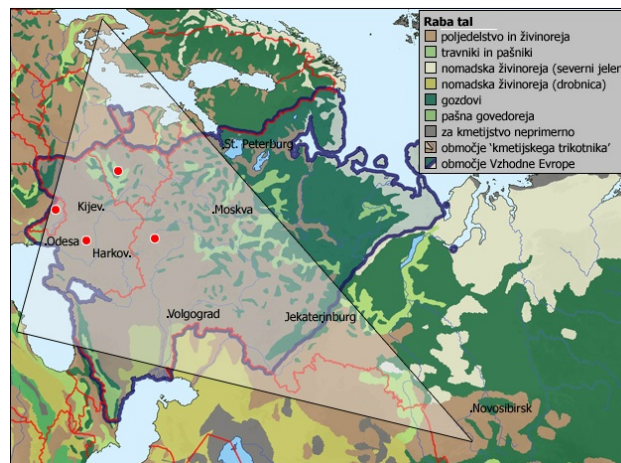 Raba tal
poljedelstvo in živinoreja
travniki in pašniki
nomadska živinoreja (severni jelen
nomadska živinoreja (drobnica)
gozdovi
pašna govedoreja
za kmetijstvo neprimerno
območje 'kmetijskega trikotnika'
območje Vzhodne Evrope
St. Peterburg
Kijev
Moskva
Odesa
Harkov
Volgograd
Jekaterinburg
Novosibirsk